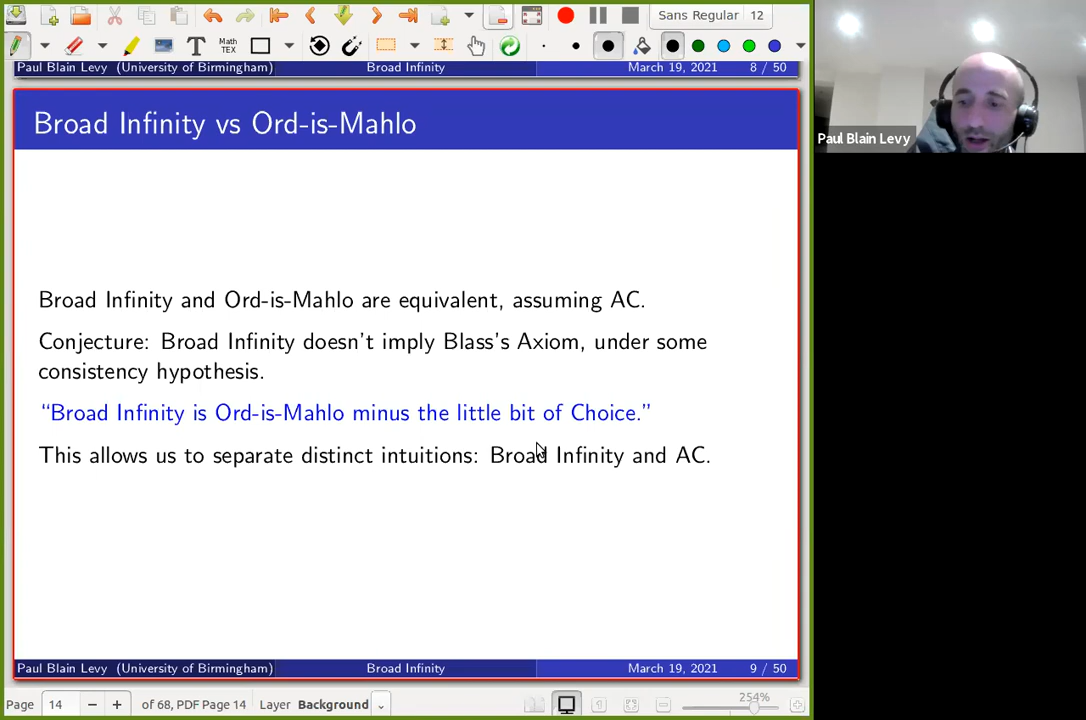 Sans Regular 12
Math
TEX
Paul Blain Levy (University of Birmingham) Broad Infinity March 19, 2021 8 / 50
Broad Infinity vs Ord-is-Mahlo
Broad Infinity and Ord-is-Mahlo are equivalent, assuming AC.
Conjecture: Broad Infinity doesn't imply Blass's Axiom, under some
consistency hypothesis.
“Broad Infinity is Ord-is-Mahlo minus the little bit of Choice.”
This allows us to separate distinct intuitions: Broad Infinity and AC.
Paul Blain Levy (University of Birmingham) Broad Infinity March 19, 2021 9 / 50
Page 14 of 68, PDF Page 14 Layer Background 254%
Paul Blain Levy